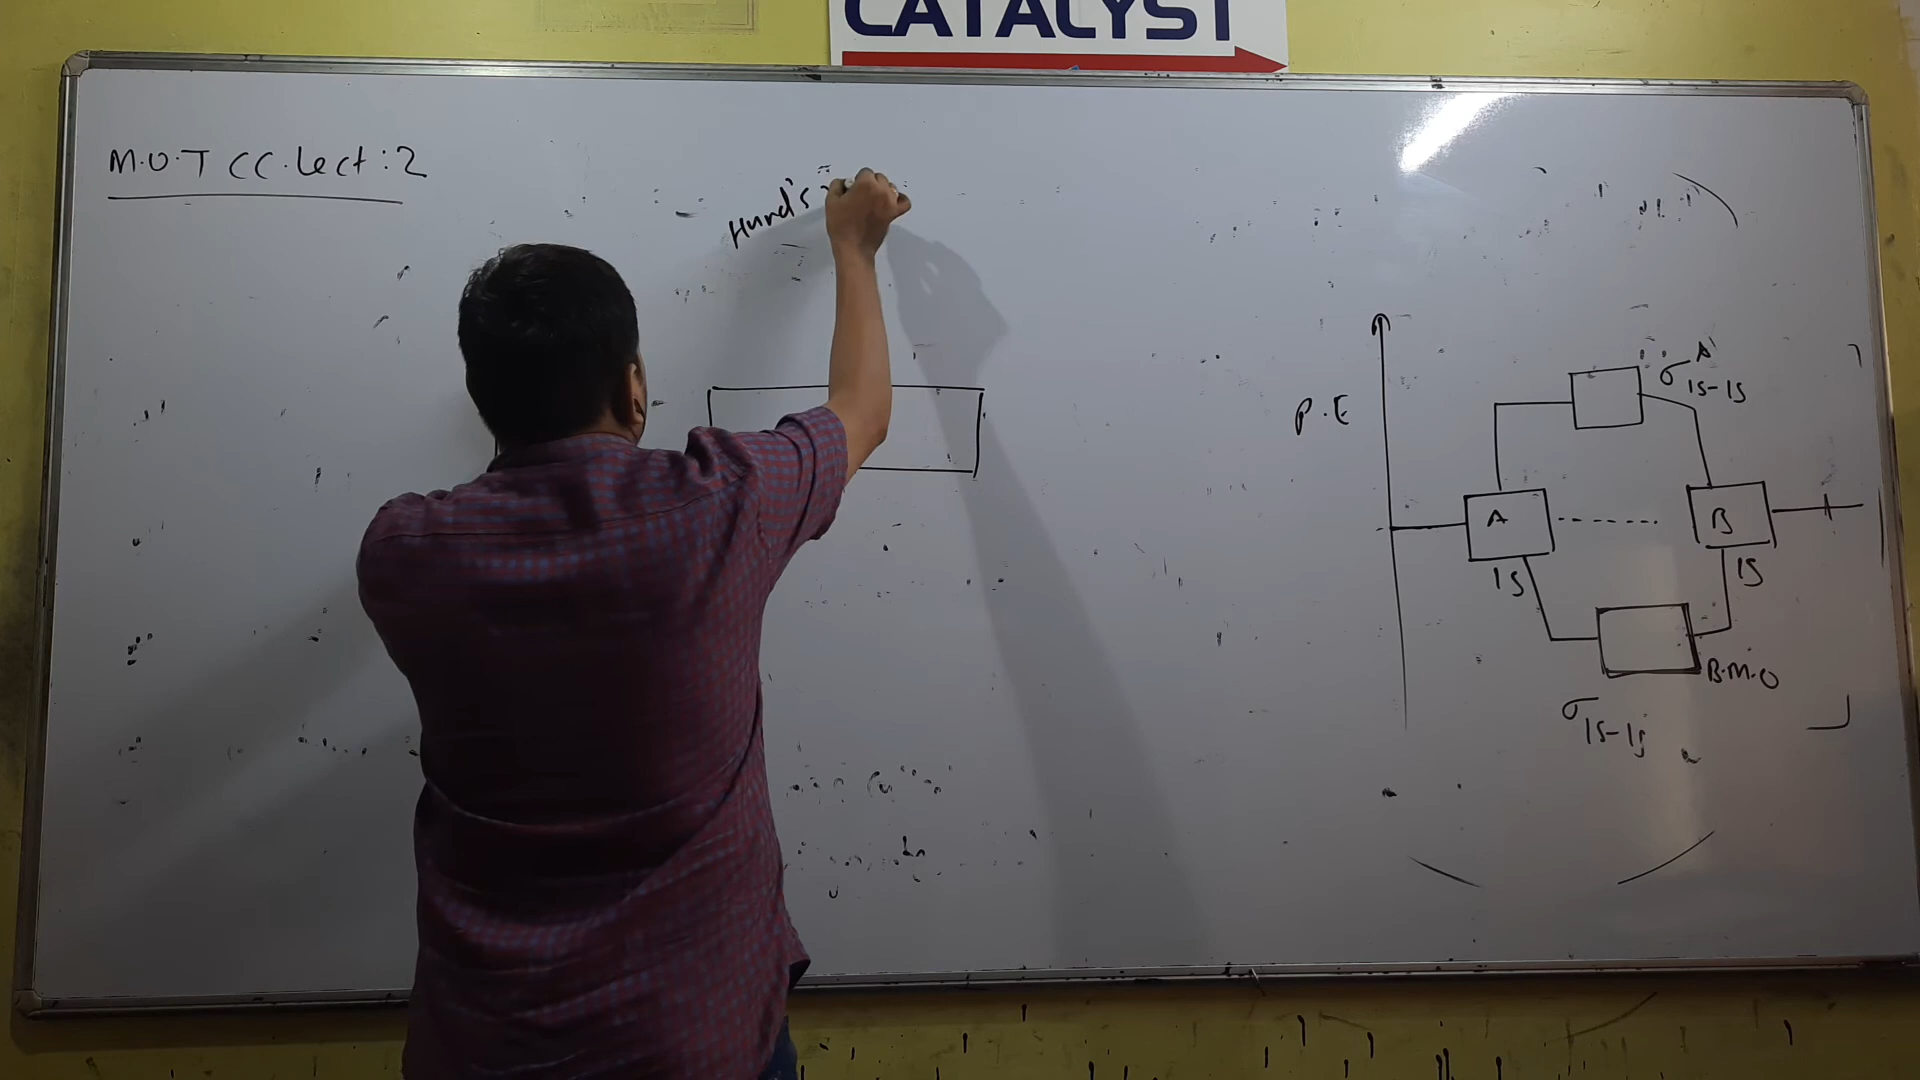 CATALYST
M.O.T CC.Lect:2
Hund's
P.E
σ 1s-1s
A
B
1s
1s
B.M.O
σ 1s-1s